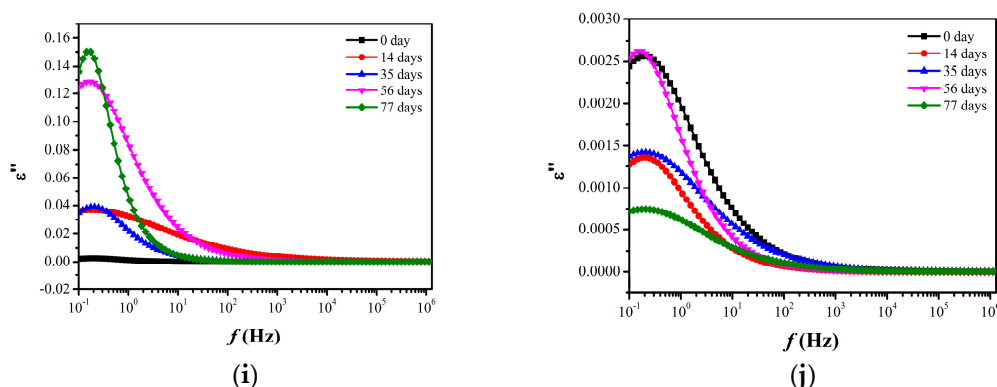 0.16
0.14
0.12
0.10
0.08
0.06
0.04
0.02
0.00
-0.02
ε"
0 day
14 days
35 days
56 days
77 days
10⁻¹ 10⁰ 10¹ 10² 10³ 10⁴ 10⁵ 10⁶
f (Hz)
(i)
0.0030
0.0025
0.0020
0.0015
0.0010
0.0005
0.0000
ε"
0 day
14 days
35 days
56 days
77 days
10⁻¹ 10⁰ 10¹ 10² 10³ 10⁴ 10⁵ 10⁶
f (Hz)
(j)